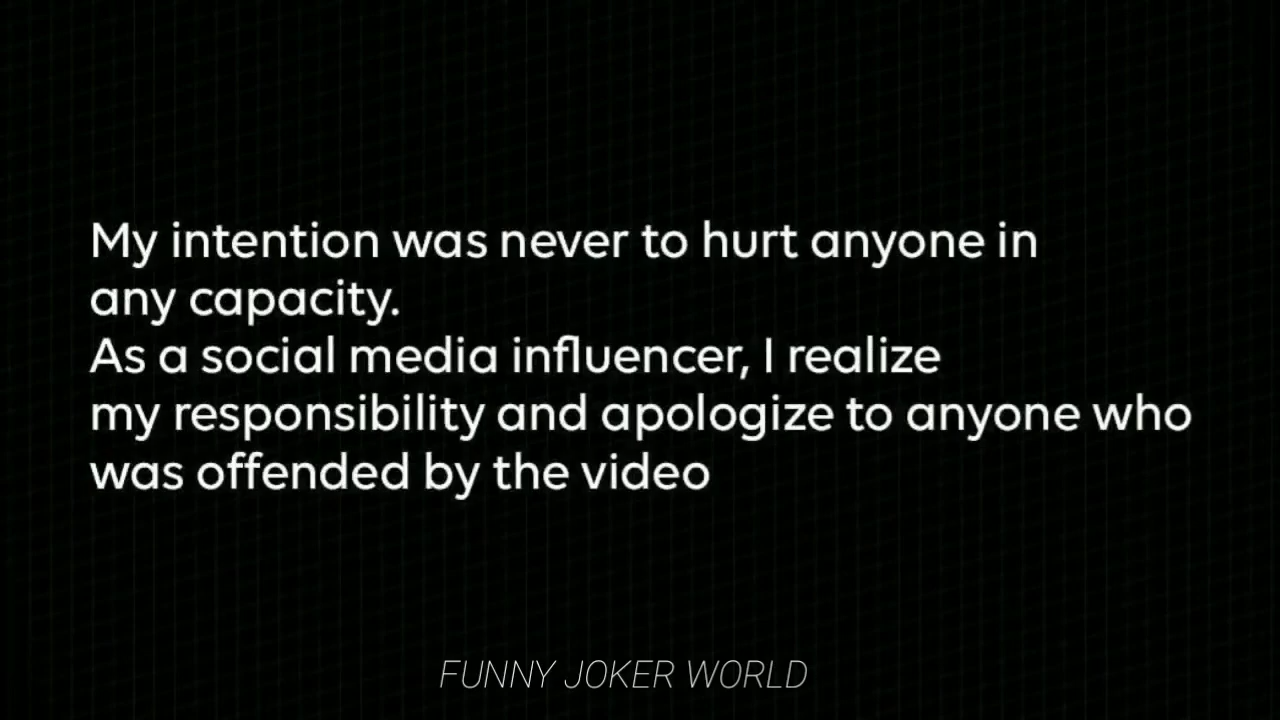 My intention was never to hurt anyone in
any capacity.
As a social media influencer, I realize
my responsibility and apologize to anyone who
was offended by the video
FUNNY JOKER WORLD